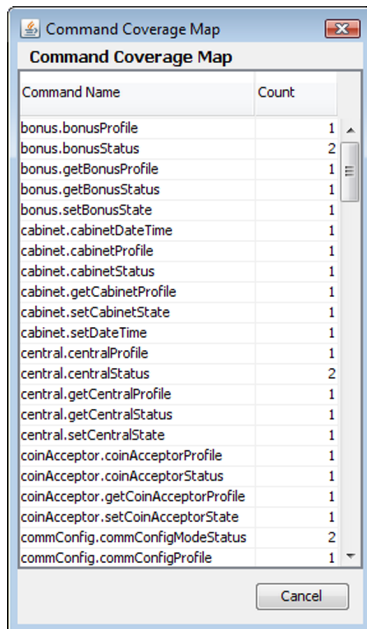 Command Coverage Map
Command Coverage Map
Command Name Count
bonus.bonusProfile 1
bonus.bonusStatus 2
bonus.getBonusProfile 1
bonus.getBonusStatus 1
bonus.setBonusState 1
cabinet.cabinetDateTime 1
cabinet.cabinetProfile 1
cabinet.cabinetStatus 1
cabinet.getCabinetProfile 1
cabinet.setCabinetState 1
cabinet.setDateTime 1
central.centralProfile 1
central.centralStatus 2
central.getCentralProfile 1
central.getCentralStatus 1
central.setCentralState 1
coinAcceptor.coinAcceptorProfile 1
coinAcceptor.coinAcceptorStatus 1
coinAcceptor.getCoinAcceptorProfile 1
coinAcceptor.setCoinAcceptorState 1
commConfig.commConfigModeStatus 2
commConfig.commConfigProfile 1
Cancel